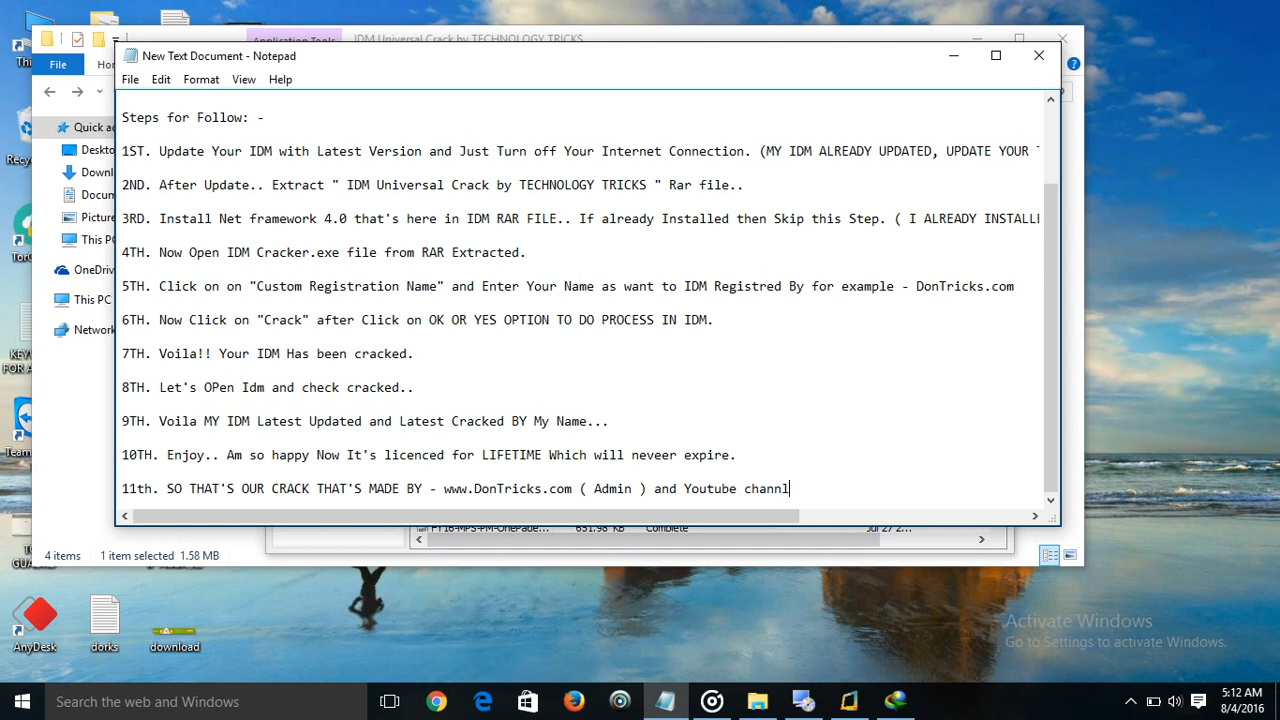 Application Tools
IDM Universal Crack by TECHNOLOGY TRICKS
New Text Document - Notepad
File Edit Format View Help
Steps for Follow: -
1ST. Update Your IDM with Latest Version and Just Turn off Your Internet Connection. (MY IDM ALREADY UPDATED, UPDATE YOUR
2ND. After Update.. Extract " IDM Universal Crack by TECHNOLOGY TRICKS " Rar file..
3RD. Install Net framework 4.0 that's here in IDM RAR FILE.. If already Installed then Skip this Step. ( I ALREADY INSTALL
4TH. Now Open IDM Cracker.exe file from RAR Extracted.
5TH. Click on on "Custom Registration Name" and Enter Your Name as want to IDM Registred By for example - DonTricks.com
6TH. Now Click on "Crack" after Click on OK OR YES OPTION TO DO PROCESS IN IDM.
7TH. Voila!! Your IDM Has been cracked.
8TH. Let's OPen Idm and check cracked..
9TH. Voila MY IDM Latest Updated and Latest Cracked BY My Name...
10TH. Enjoy.. Am so happy Now It's licenced for LIFETIME Which will neveer expire.
11th. SO THAT'S OUR CRACK THAT'S MADE BY - www.DonTricks.com ( Admin ) and Youtube channl
File Hom
Quick ac
Deskto
Downl
Docum
Picture
This PC
OneDriv
This PC
Network
4 items 1 item selected 1.58 MB
AnyDesk
dorks
download
Activate Windows
Go to Settings to activate Windows.
Search the web and Windows
5:12 AM
8/4/2016